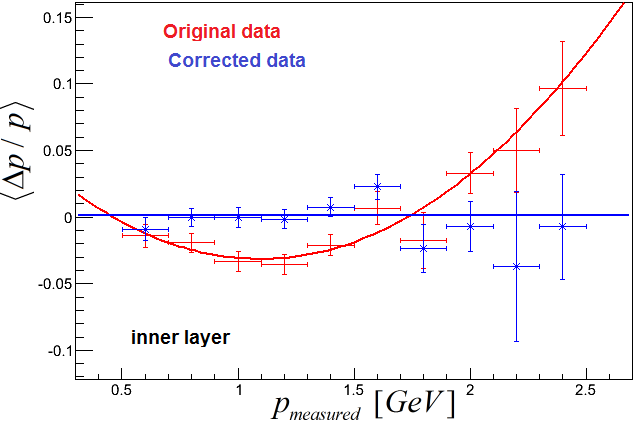 0.15
Original data
Corrected data
0.1
⟨Δp / p⟩
0.05
0
-0.05
inner layer
-0.1
0.5 1 1.5 2 2.5
p measured [GeV]